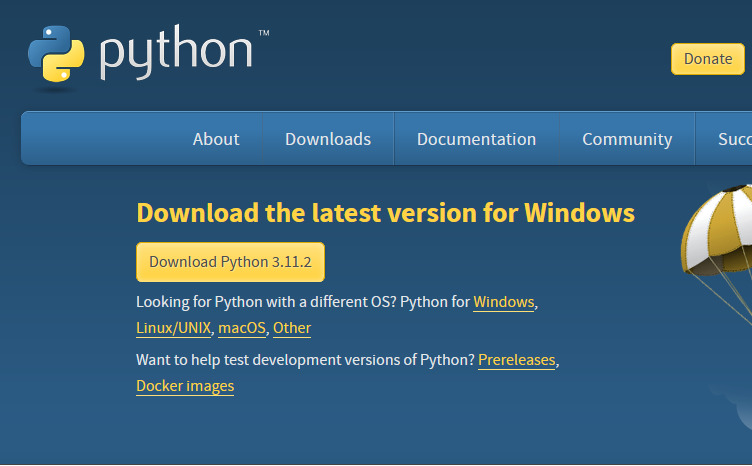 python™
Donate
About Downloads Documentation Community Succ
Download the latest version for Windows
Download Python 3.11.2
Looking for Python with a different OS? Python for Windows,
Linux/UNIX, macOS, Other
Want to help test development versions of Python? Prereleases,
Docker images